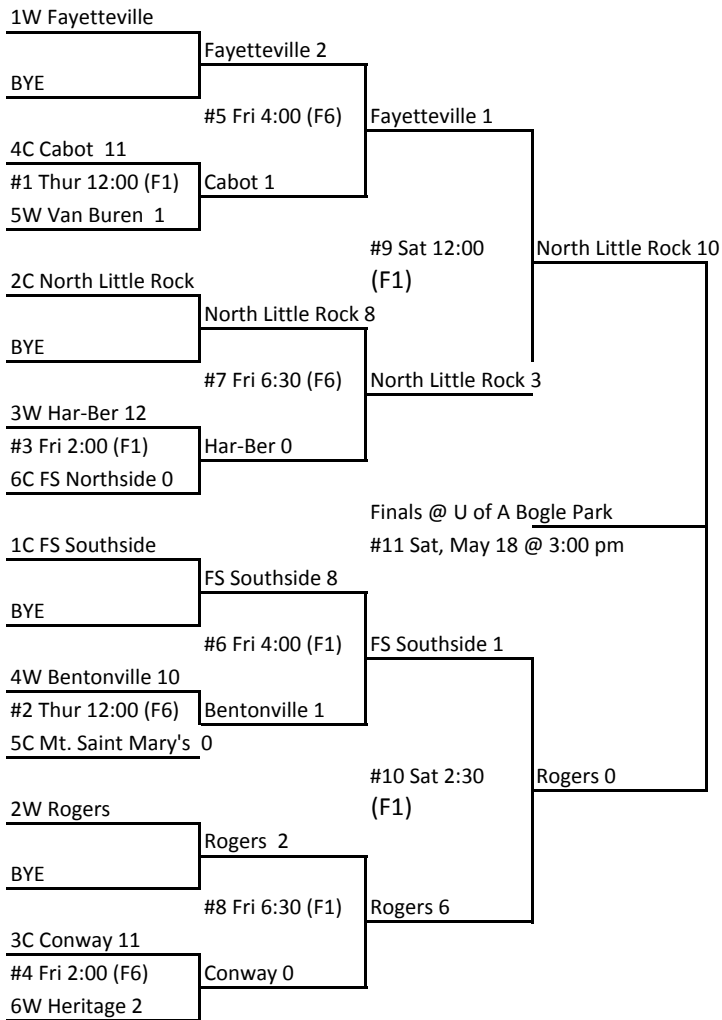 1W Fayetteville
Fayetteville 2
BYE
#5 Fri 4:00 (F6)
Fayetteville 1
4C Cabot 11
#1 Thur 12:00 (F1)
Cabot 1
5W Van Buren 1
#9 Sat 12:00
(F1)
North Little Rock 10
2C North Little Rock
North Little Rock 8
BYE
#7 Fri 6:30 (F6)
North Little Rock 3
3W Har-Ber 12
#3 Fri 2:00 (F1)
Har-Ber 0
6C FS Northside 0
Finals @ U of A Bogle Park
#11 Sat, May 18 @ 3:00 pm
1C FS Southside
FS Southside 8
BYE
#6 Fri 4:00 (F1)
FS Southside 1
4W Bentonville 10
#2 Thur 12:00 (F6)
Bentonville 1
5C Mt. Saint Mary's 0
#10 Sat 2:30
(F1)
Rogers 0
2W Rogers
Rogers 2
BYE
#8 Fri 6:30 (F1)
Rogers 6
3C Conway 11
#4 Fri 2:00 (F6)
Conway 0
6W Heritage 2